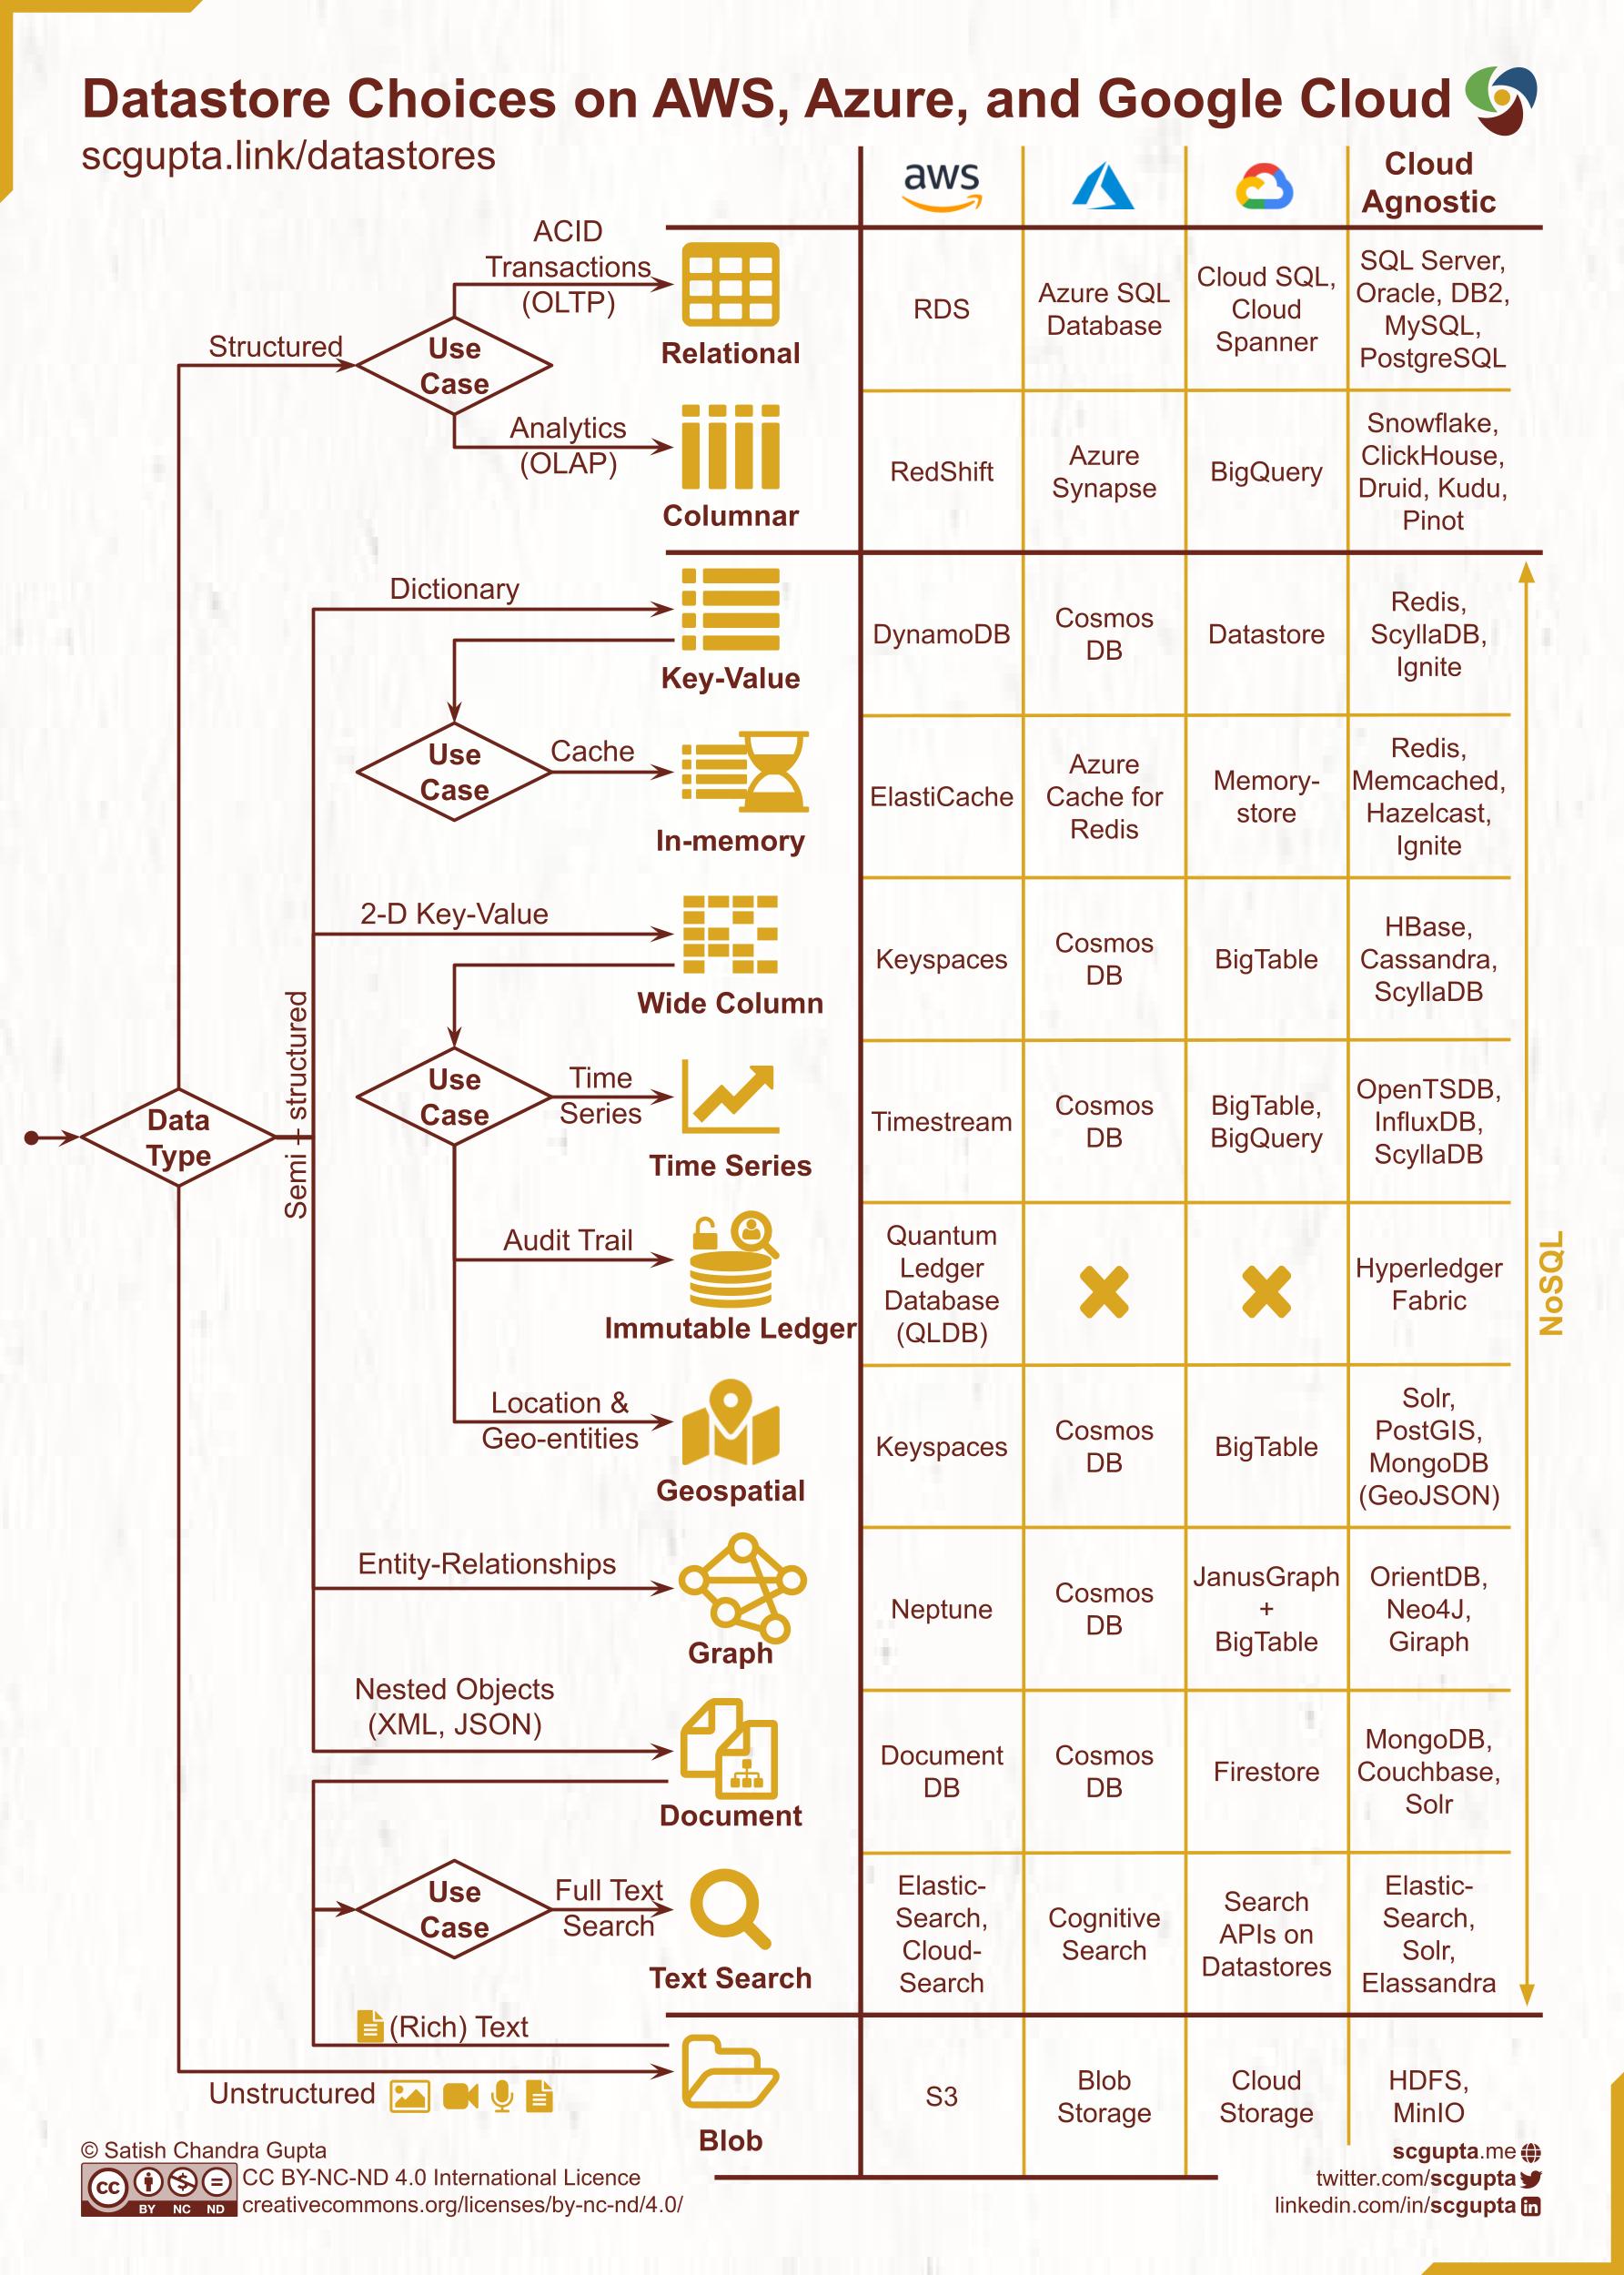 Datastore Choices on AWS, Azure, and Google Cloud
scgupta.link/datastores
aws
Cloud
Agnostic
Data
Type
Structured
Use
Case
ACID
Transactions
(OLTP)
Relational
RDS
Azure SQL
Database
Cloud SQL,
Cloud
Spanner
SQL Server,
Oracle, DB2,
MySQL,
PostgreSQL
Analytics
(OLAP)
Columnar
RedShift
Azure
Synapse
BigQuery
Snowflake,
ClickHouse,
Druid, Kudu,
Pinot
Semi + structured
Dictionary
Key-Value
DynamoDB
Cosmos
DB
Datastore
Redis,
ScyllaDB,
Ignite
Use
Case
Cache
In-memory
ElastiCache
Azure
Cache for
Redis
Memory-
store
Redis,
Memcached,
Hazelcast,
Ignite
2-D Key-Value
Wide Column
Keyspaces
Cosmos
DB
BigTable
HBase,
Cassandra,
ScyllaDB
Use
Case
Time
Series
Time Series
Timestream
Cosmos
DB
BigTable,
BigQuery
OpenTSDB,
InfluxDB,
ScyllaDB
Audit Trail
Immutable Ledger
Quantum
Ledger
Database
(QLDB)
Hyperledger
Fabric
NoSQL
Location &
Geo-entities
Geospatial
Keyspaces
Cosmos
DB
BigTable
Solr,
PostGIS,
MongoDB
(GeoJSON)
Entity-Relationships
Graph
Neptune
Cosmos
DB
JanusGraph
+
BigTable
OrientDB,
Neo4J,
Giraph
Nested Objects
(XML, JSON)
Document
Document
DB
Cosmos
DB
Firestore
MongoDB,
Couchbase,
Solr
Use
Case
Full Text
Search
Text Search
Elastic-
Search,
Cloud-
Search
Cognitive
Search
Search
APIs on
Datastores
Elastic-
Search,
Solr,
Elassandra
(Rich) Text
Unstructured
Blob
S3
Blob
Storage
Cloud
Storage
HDFS,
MinIO
© Satish Chandra Gupta
cc
BY NC ND
CC BY-NC-ND 4.0 International Licence
creativecommons.org/licenses/by-nc-nd/4.0/
scgupta.me
twitter.com/scgupta
linkedin.com/in/scgupta
in